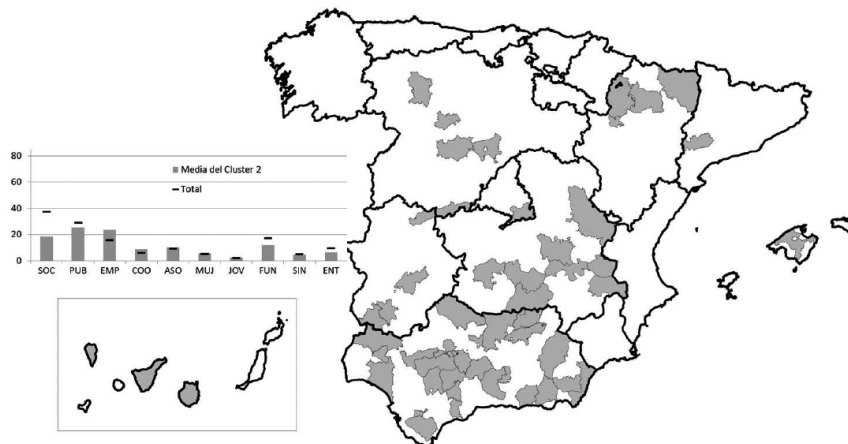 80
60
40
20
0
Media del Cluster 2
Total
SOC PUB EMP COO ASO MUJ JOV FUN SIN ENT